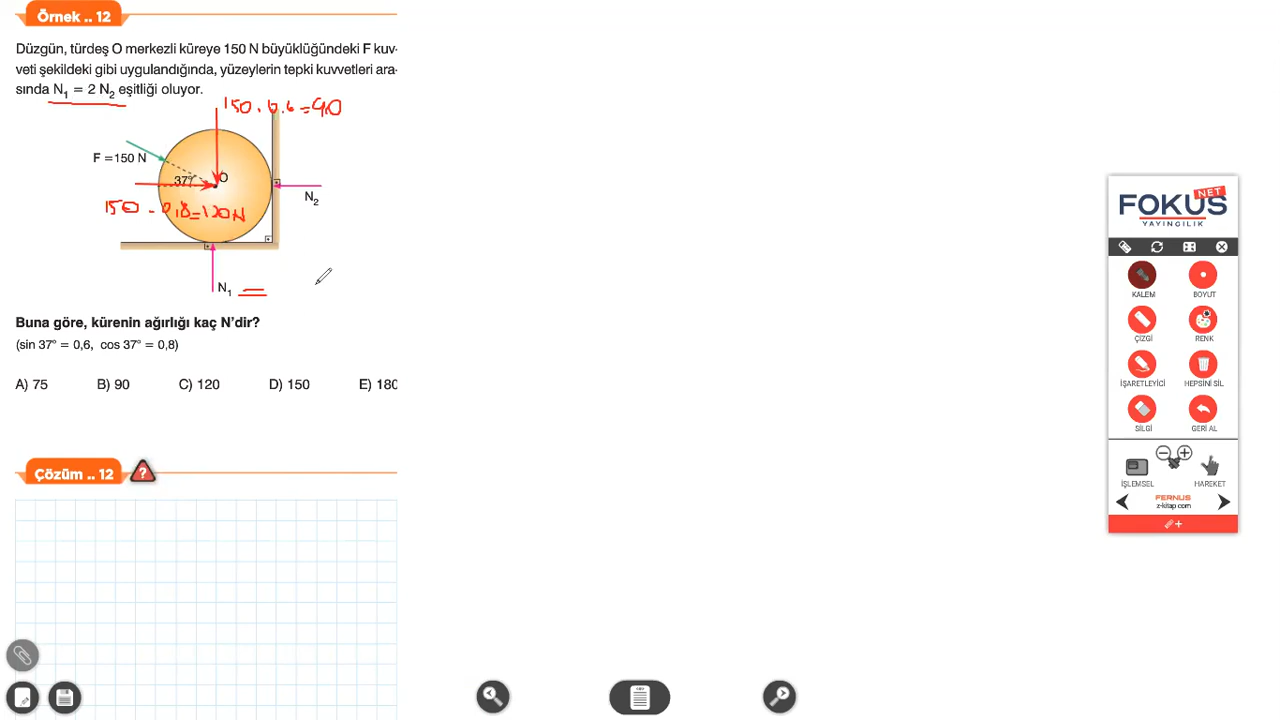 Örnek .. 12
Düzgün, türdeş O merkezli küreye 150 N büyüklüğündeki F kuv-
veti şekildeki gibi uygulandığında, yüzeylerin tepki kuvvetleri ara-
sında N₁ = 2 N₂ eşitliği oluyor.
150 . 0.6 = 90
F = 150 N
37°
O
N₂
150 . 0,8 = 120N
N₁ =
Buna göre, kürenin ağırlığı kaç N'dir?
(sin 37° = 0,6, cos 37° = 0,8)
A) 75 B) 90 C) 120 D) 150 E) 180
Çözüm .. 12
?
FOKUS NET
YAYINCILIK
KALEM BOYUT
ÇİZGİ RENK
İŞARETLEYİCİ HEPSİNİ SİL
SİLGİ GERİ AL
İŞLEMSEL HAREKET
FERNUS
z-kitap.com